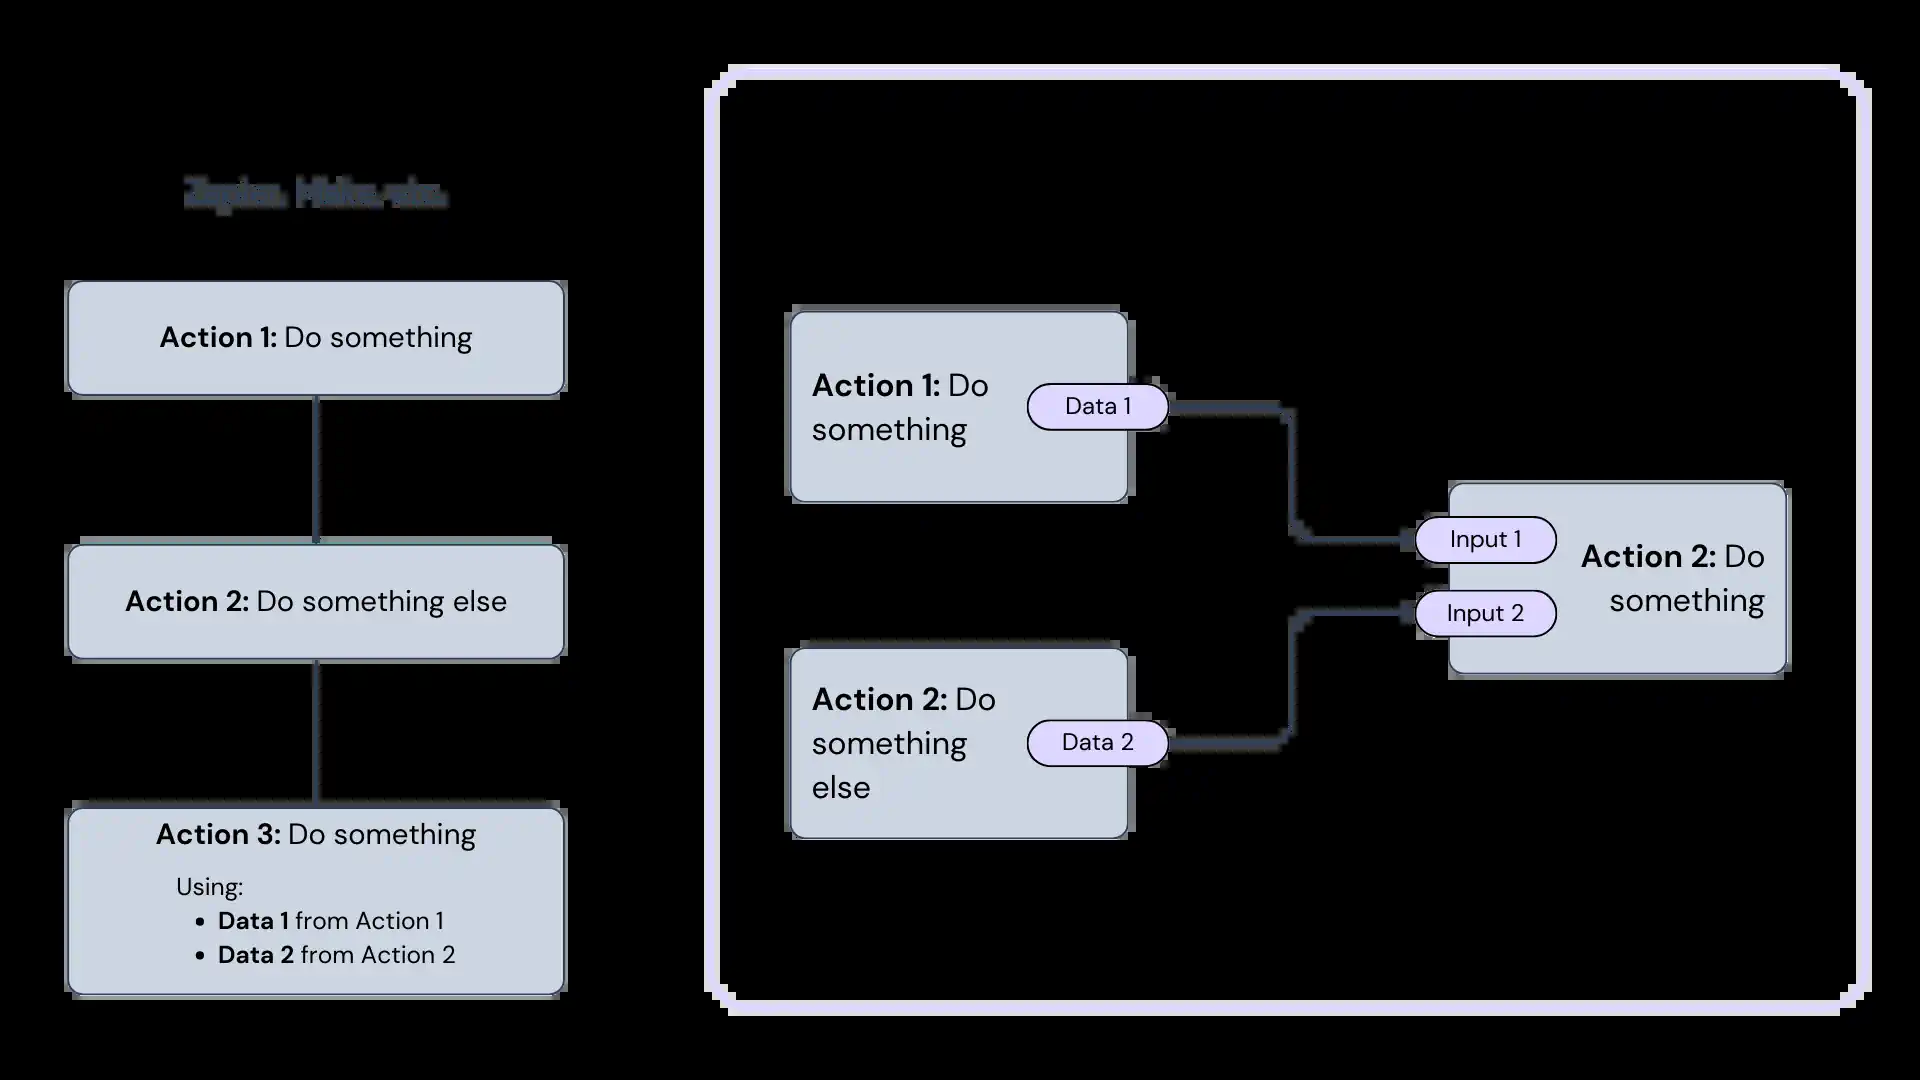 Zapier, Make, etc.
Action 1: Do something
Action 2: Do something else
Action 3: Do something
Using:
• Data 1 from Action 1
• Data 2 from Action 2
Action 1: Do
something
Data 1
Action 2: Do
something
else
Data 2
Input 1
Input 2
Action 2: Do
something